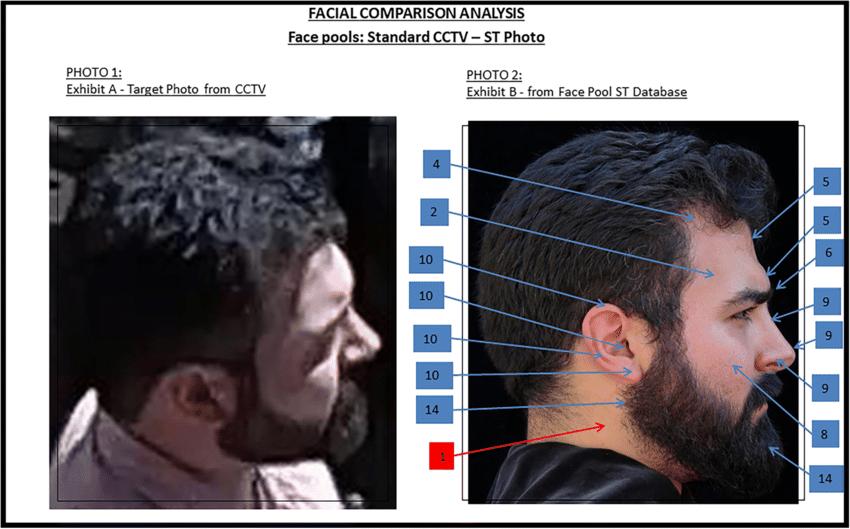 FACIAL COMPARISON ANALYSIS
Face pools: Standard CCTV – ST Photo
PHOTO 1:
Exhibit A - Target Photo from CCTV
PHOTO 2:
Exhibit B - from Face Pool ST Database
4
5
2
5
6
10
10
9
9
10
10
9
14
8
1
14